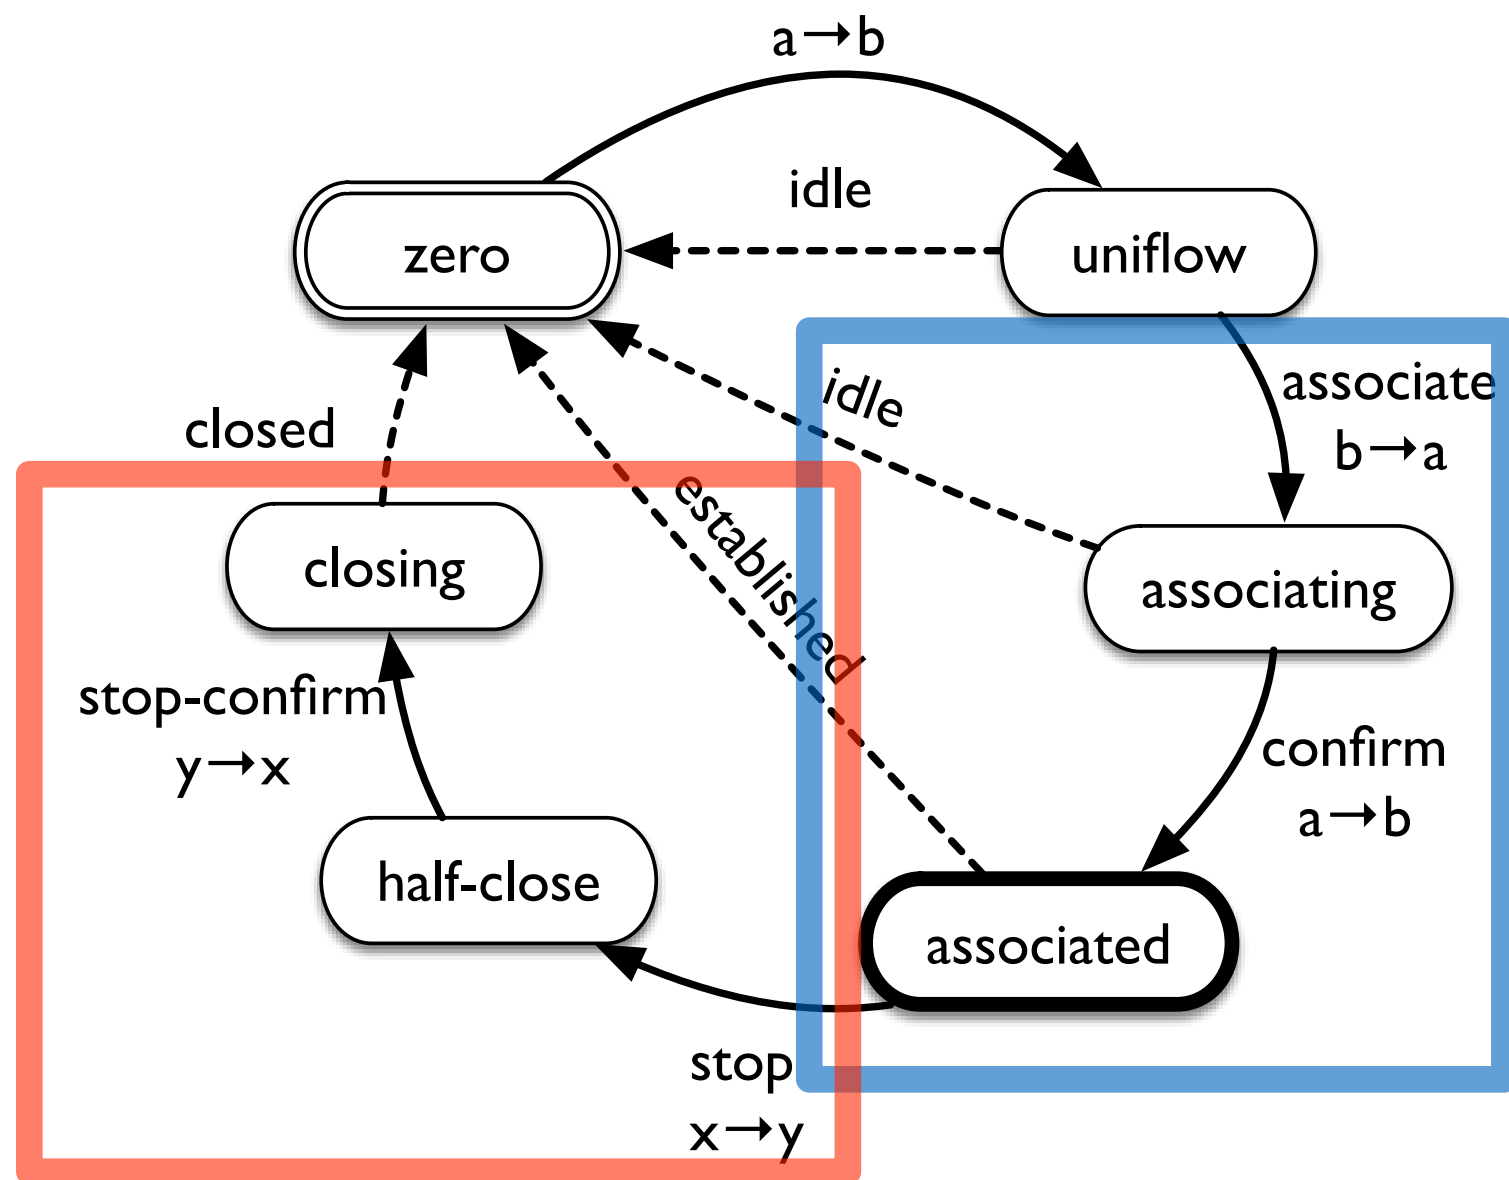 a→b
idle
zero
uniflow
associate
b→a
idle
closed
established
closing
associating
stop-confirm
y→x
confirm
a→b
half-close
associated
stop
x→y